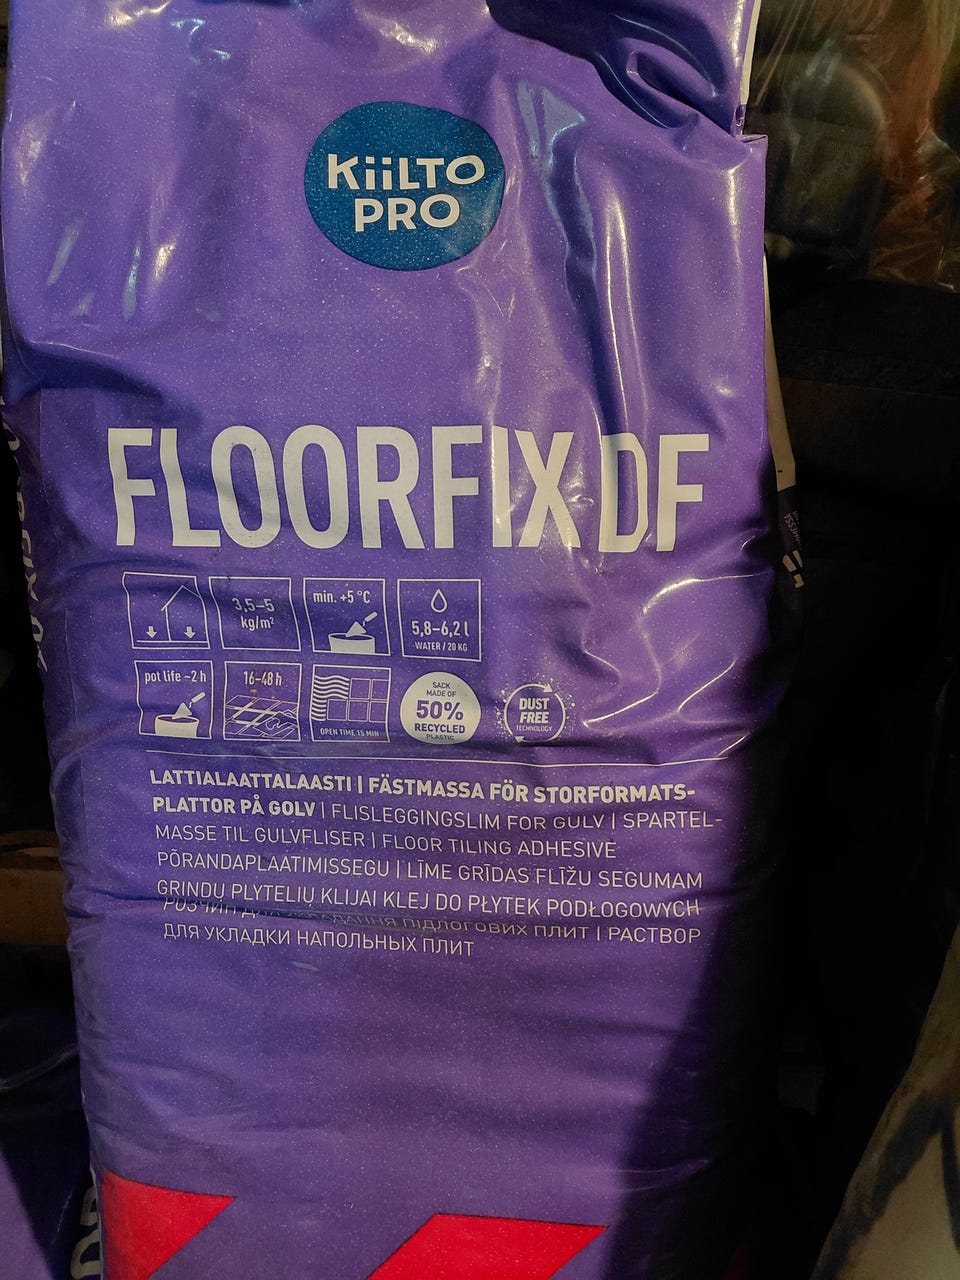 KiiLTO
PRO
FLOORFIX DF
3,5–5
kg/m²
min. +5 °C
5,8–6,2 l
WATER / 20 KG
pot life ~2 h
16-48 h
OPEN TIME 15 MIN
SACK
MADE OF
50%
RECYCLED
PLASTIC
DUST
FREE
TECHNOLOGY
LATTIALAATTALAASTI | FÄSTMASSA FÖR STORFORMATS-
PLATTOR PÅ GOLV | FLISLEGGINGSLIM FOR GULV | SPARTEL-
MASSE TIL GULVFLISER | FLOOR TILING ADHESIVE
PÕRANDAPLAATIMISSEGU | LĪME GRĪDAS FLĪŽU SEGUMAM
GRINDŲ PLYTELIŲ KLIJAI KLEJ DO PŁYTEK PODŁOGOWYCH
РОЗЧИН ДЛЯ ПІДЛОГОВИХ ПЛИТ | РАСТВОР
ДЛЯ УКЛАДКИ НАПОЛЬНЫХ ПЛИТ